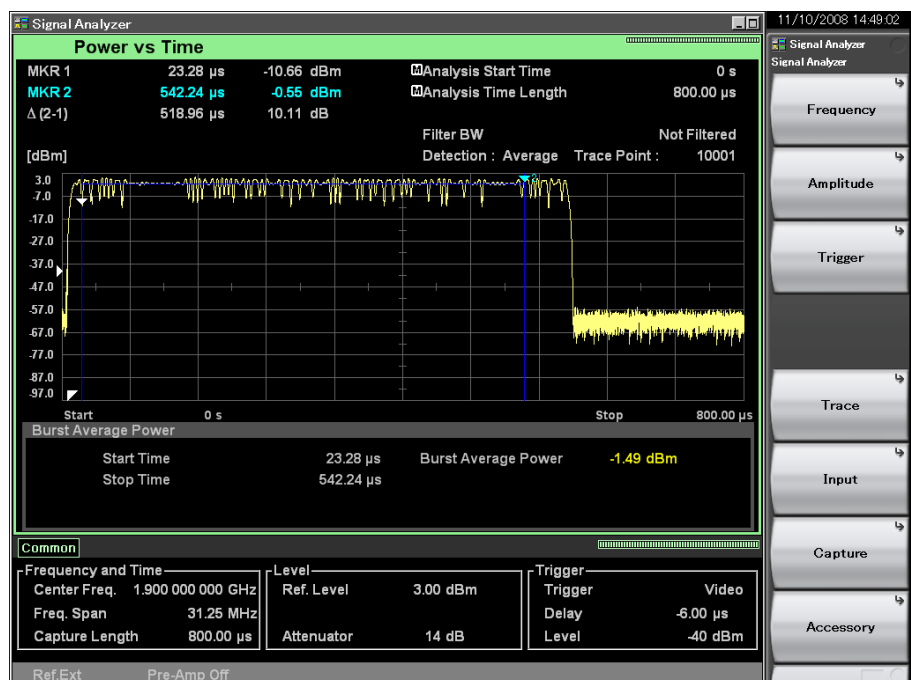 Signal Analyzer
11/10/2008 14:49:02
Power vs Time
MKR 1 23.28 µs -10.66 dBm
MKR 2 542.24 µs -0.55 dBm
Δ (2-1) 518.96 µs 10.11 dB
M Analysis Start Time 0 s
M Analysis Time Length 800.00 µs
Filter BW Not Filtered
Detection : Average Trace Point : 10001
[dBm]
3.0
-7.0
-17.0
-27.0
-37.0
-47.0
-57.0
-67.0
-77.0
-87.0
-97.0
2
Start 0 s Stop 800.00 µs
Burst Average Power
Start Time 23.28 µs Burst Average Power -1.49 dBm
Stop Time 542.24 µs
Common
Frequency and Time
Center Freq. 1.900 000 000 GHz
Freq. Span 31.25 MHz
Capture Length 800.00 µs
Level
Ref. Level 3.00 dBm
Attenuator 14 dB
Trigger
Trigger Video
Delay -6.00 µs
Level -40 dBm
Ref.Ext Pre-Amp Off
Signal Analyzer
Signal Analyzer
Frequency
Amplitude
Trigger
Trace
Input
Capture
Accessory